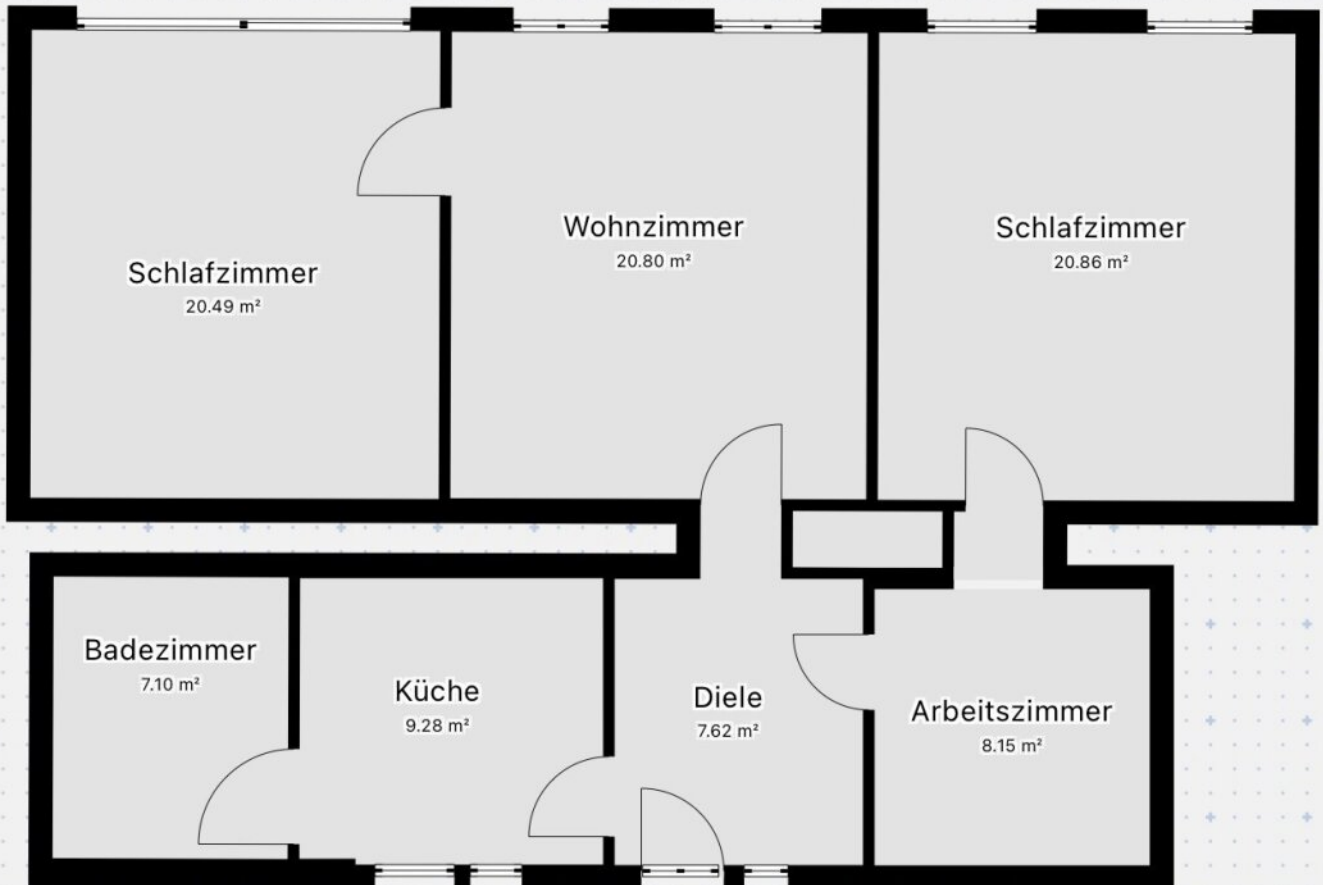 Wohnzimmer
20.80 m²
Schlafzimmer
20.86 m²
Schlafzimmer
20.49 m²
Badezimmer
7.10 m²
Küche
9.28 m²
Diele
7.62 m²
Arbeitszimmer
8.15 m²